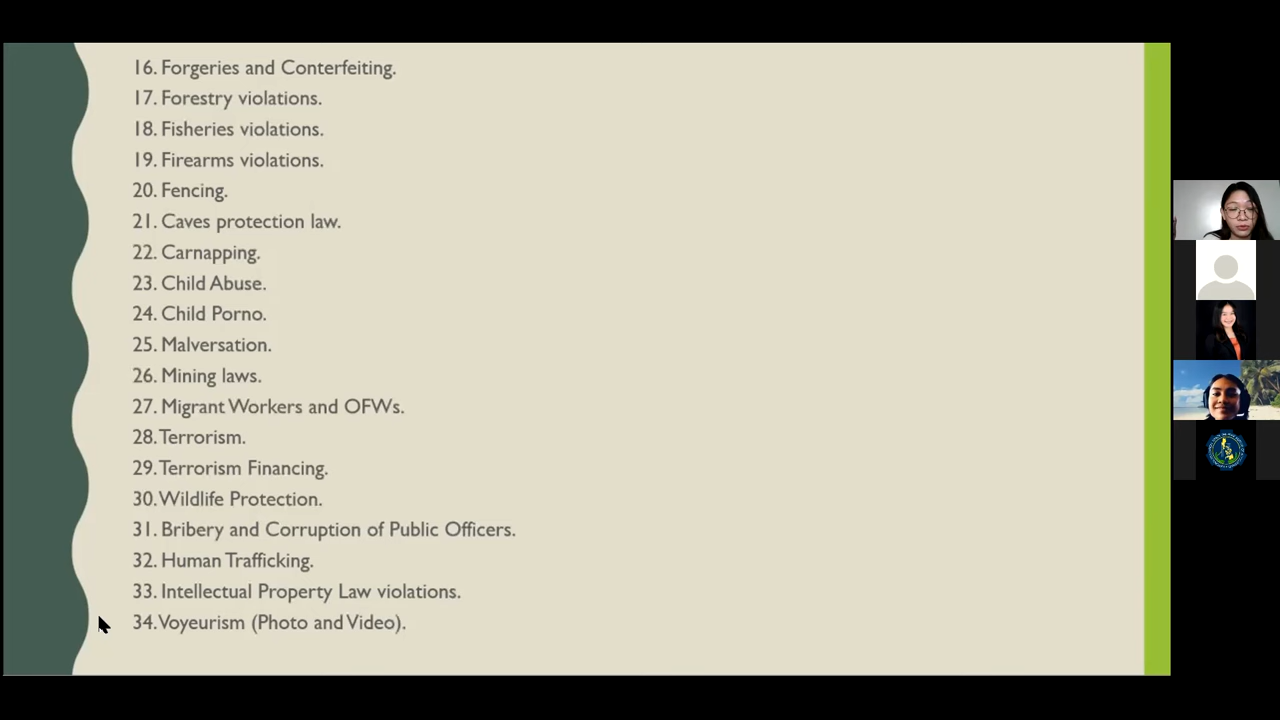 16. Forgeries and Conterfeiting.
17. Forestry violations.
18. Fisheries violations.
19. Firearms violations.
20. Fencing.
21. Caves protection law.
22. Carnapping.
23. Child Abuse.
24. Child Porno.
25. Malversation.
26. Mining laws.
27. Migrant Workers and OFWs.
28. Terrorism.
29. Terrorism Financing.
30. Wildlife Protection.
31. Bribery and Corruption of Public Officers.
32. Human Trafficking.
33. Intellectual Property Law violations.
34. Voyeurism (Photo and Video).